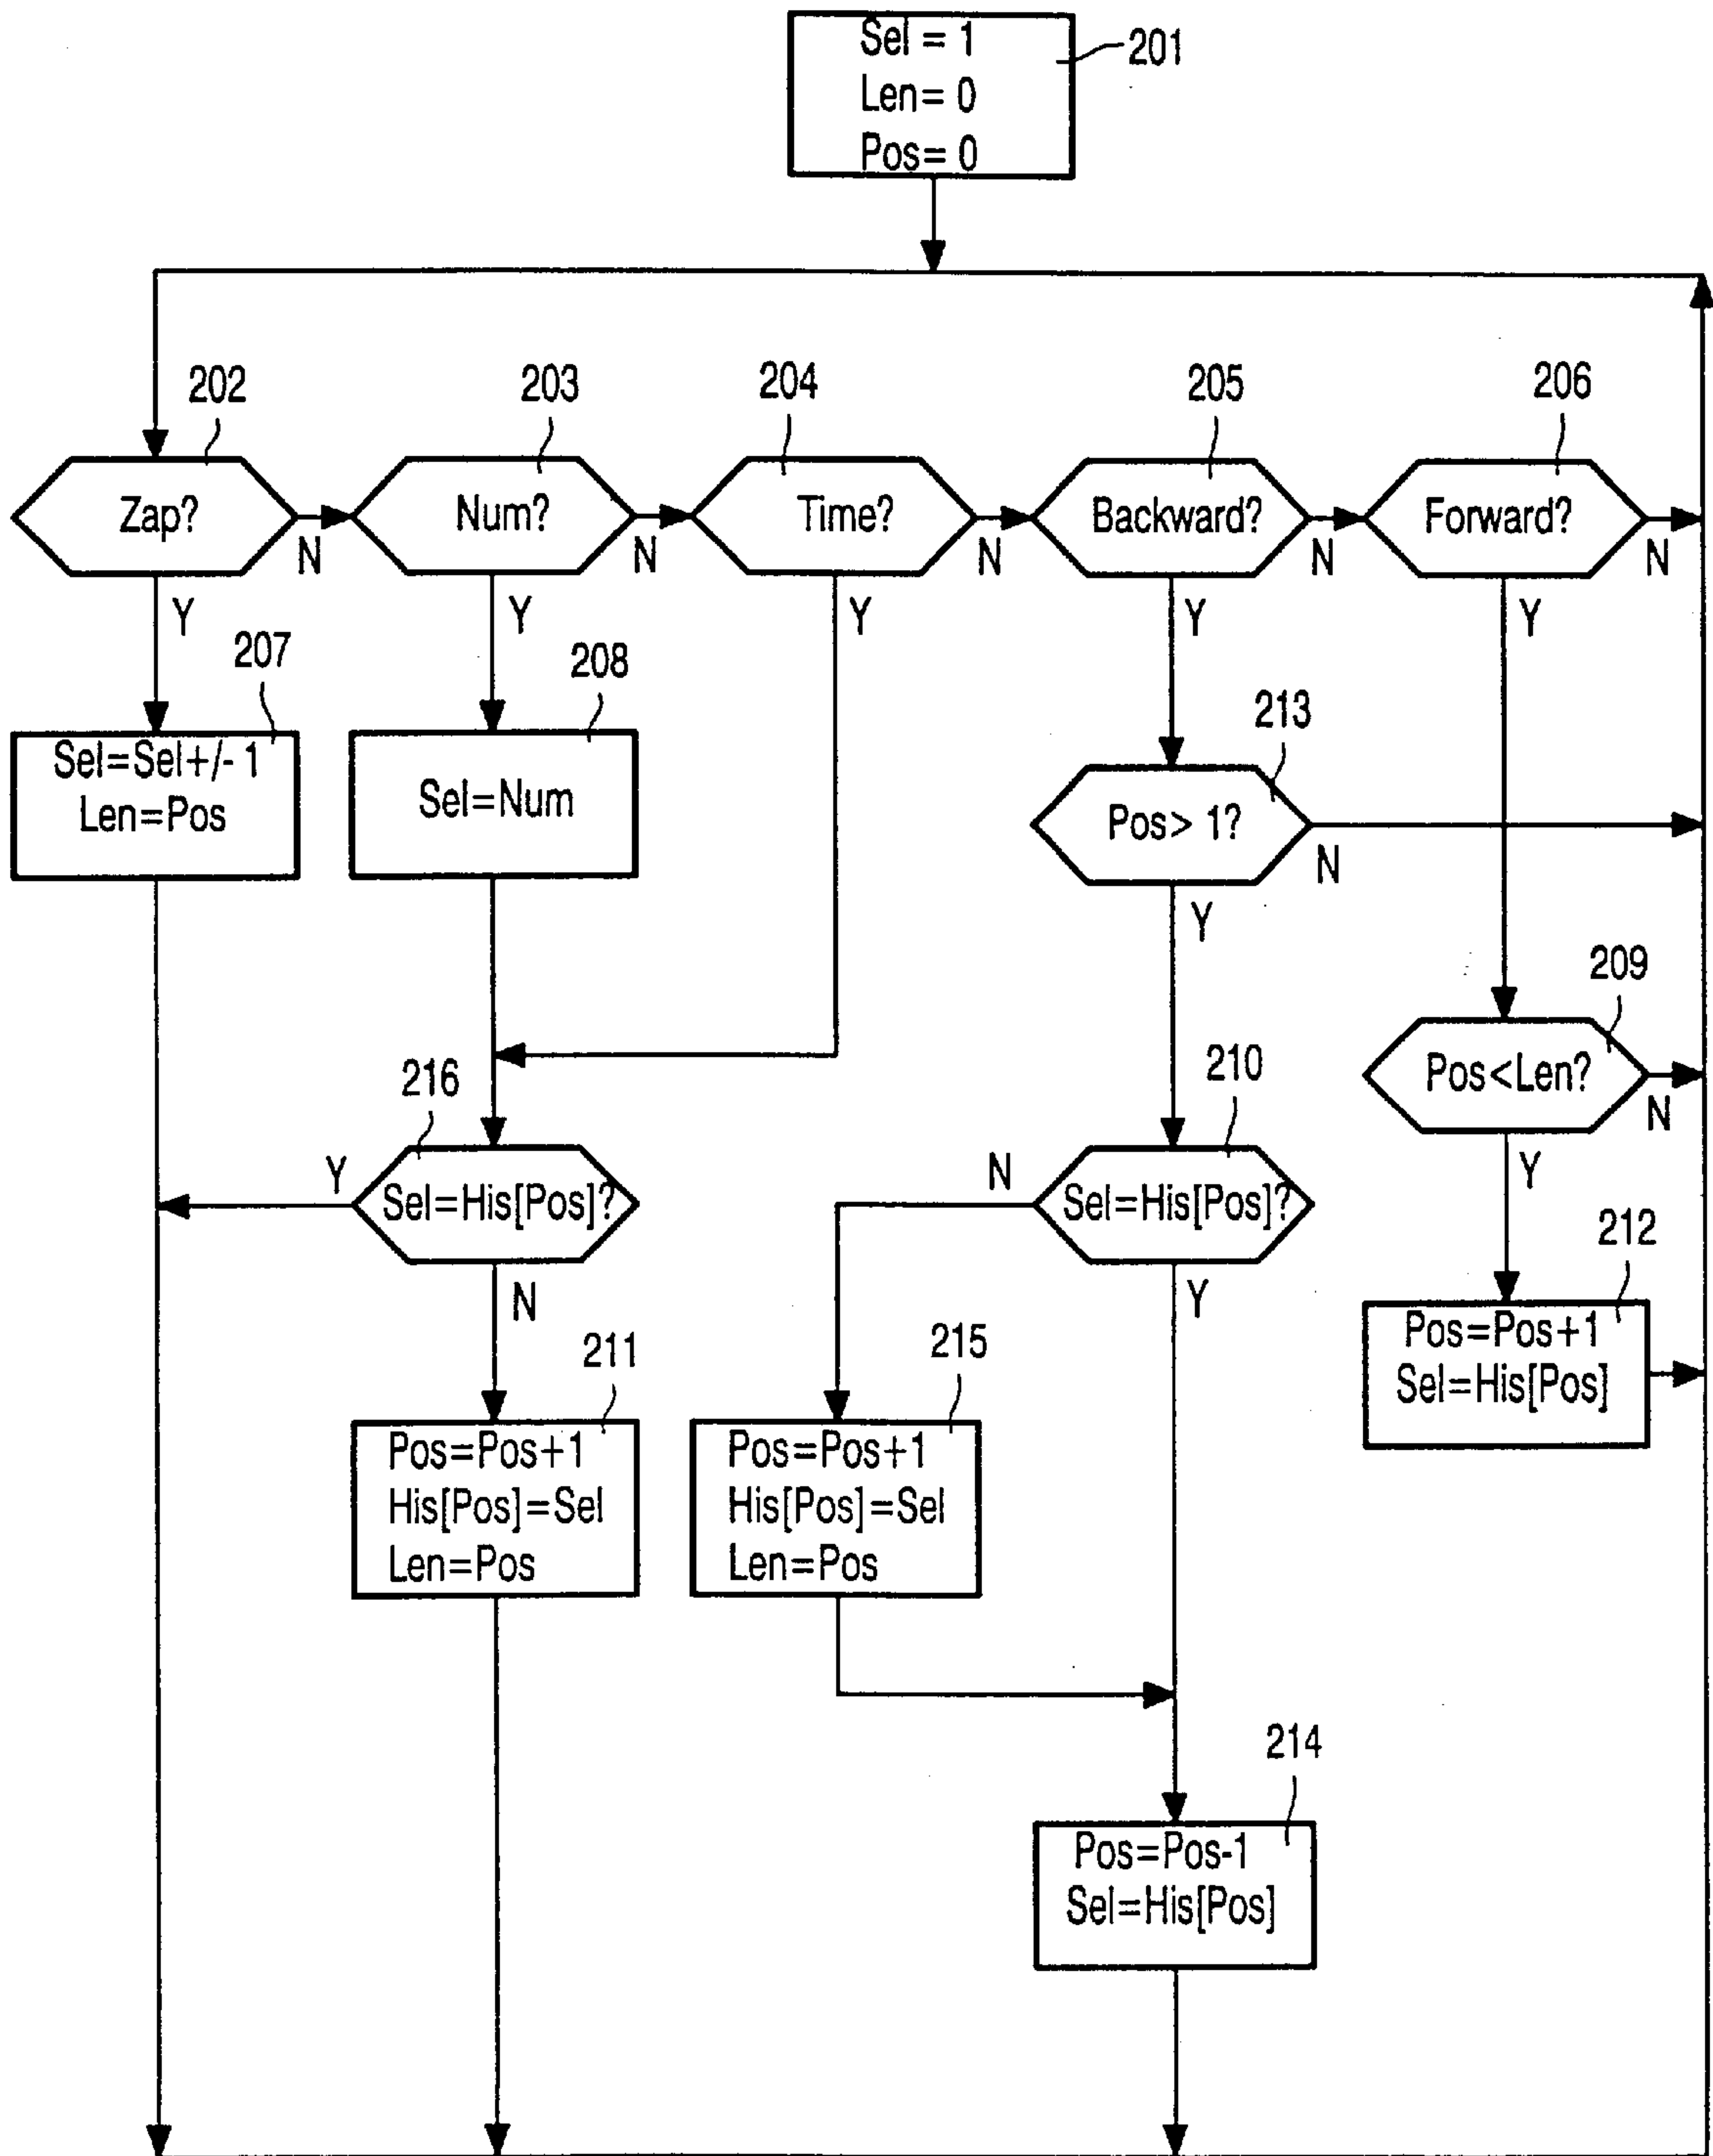 Sel = 1
Len= 0
Pos= 0
201
202
203
204
205
206
Zap?
Num?
Time?
Backward?
Forward?
N
N
N
N
N
Y
Y
Y
Y
Y
207
208
213
Sel=Sel+/- 1
Len=Pos
Sel=Num
Pos> 1?
N
Y
209
Pos<Len?
N
Y
216
210
Y
Sel=His[Pos]?
N
N
Sel=His[Pos]?
Y
212
Pos=Pos+1
Sel=His[Pos]
211
215
Pos=Pos+1
His[Pos]=Sel
Len=Pos
Pos=Pos+1
His[Pos]=Sel
Len=Pos
214
Pos=Pos-1
Sel=His[Pos]